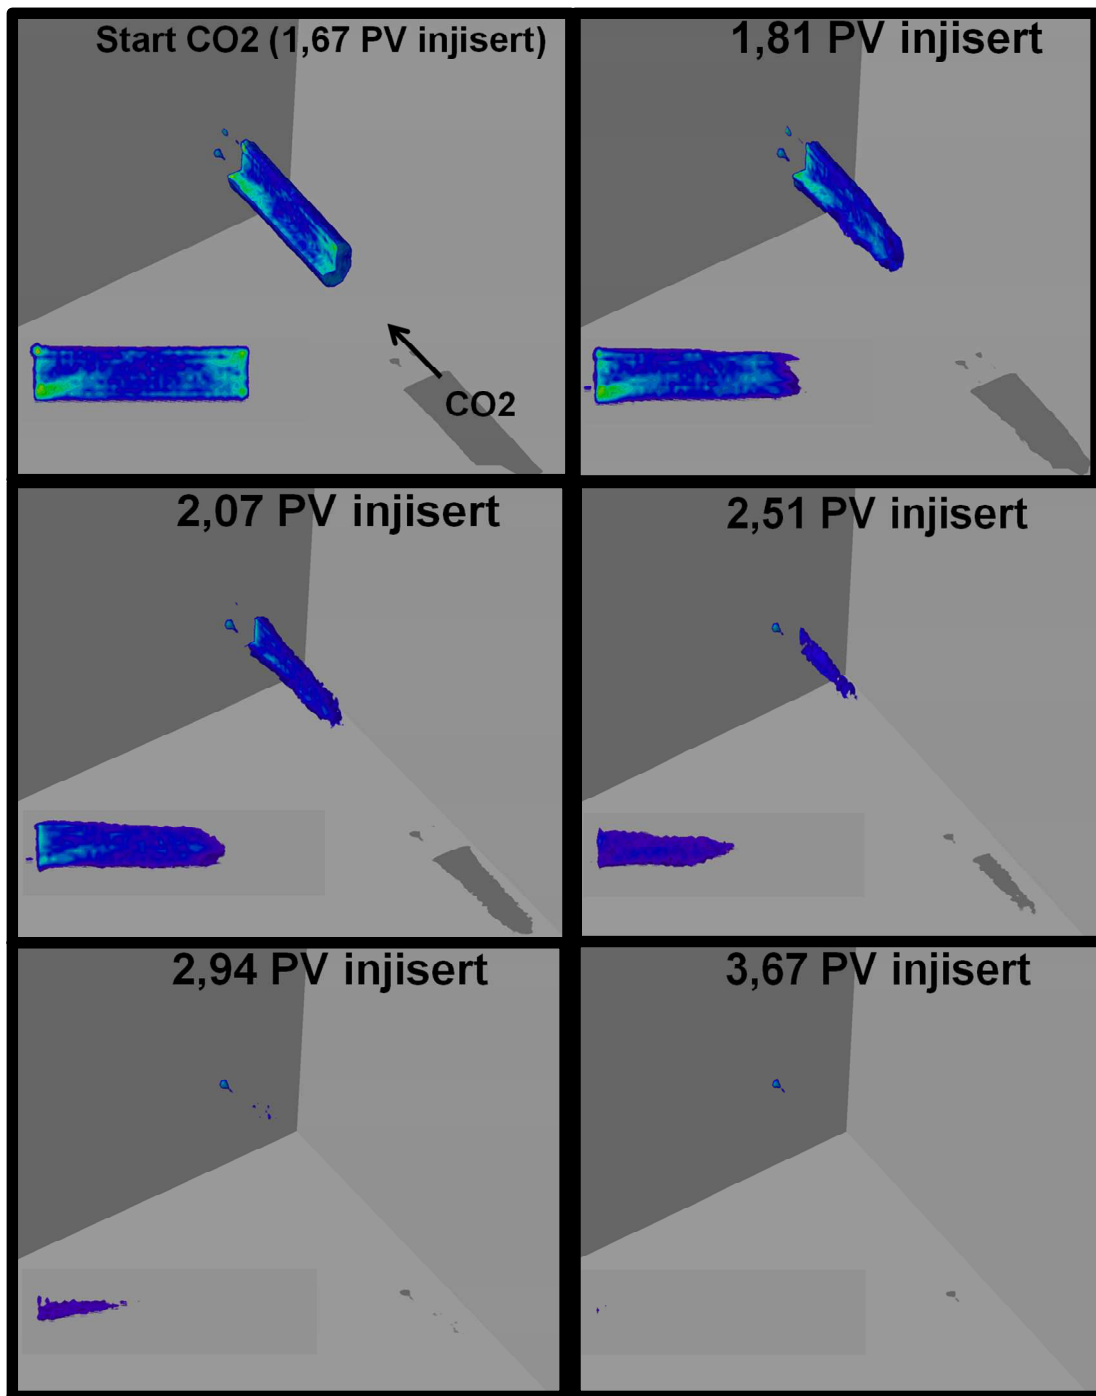 Start CO2 (1,67 PV injisert)
1,81 PV injisert
CO2
2,07 PV injisert
2,51 PV injisert
2,94 PV injisert
3,67 PV injisert